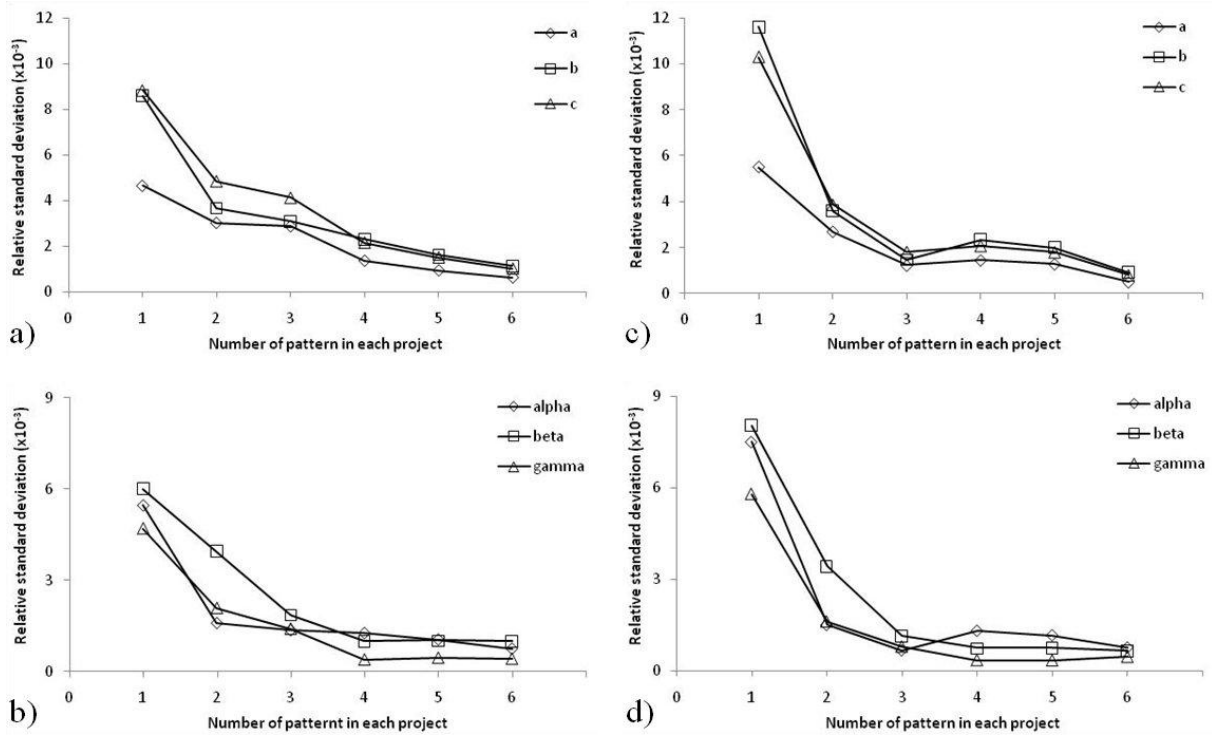 Relative standard deviation (x10⁻³)
12
10
8
6
4
2
0
0 1 2 3 4 5 6
a
b
c
Number of pattern in each project
a)
Relative standard deviation (x10⁻³)
12
10
8
6
4
2
0
0 1 2 3 4 5 6
a
b
c
Number of pattern in each project
c)
Relative standard deviation (x10⁻³)
9
6
3
0
0 1 2 3 4 5 6
alpha
beta
gamma
Number of patternt in each project
b)
Relative standard deviation (x10⁻³)
9
6
3
0
0 1 2 3 4 5 6
alpha
beta
gamma
Number of pattern in each project
d)